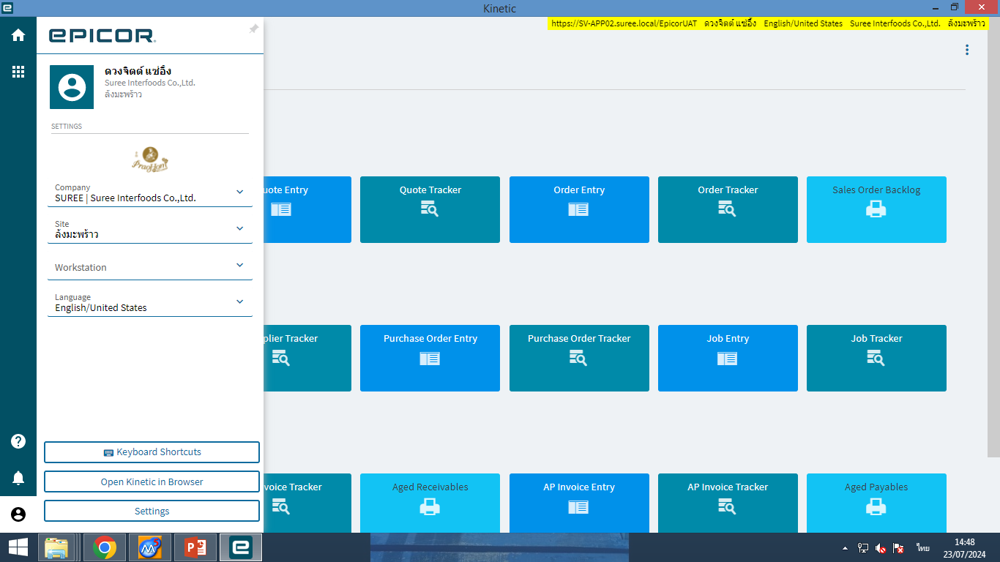 Kinetic
https://SV-APP02.suree.local/EpicorUAT ดวงจิตต์ แซ่อึ้ง English/United States Suree Interfoods Co.,Ltd. ล้งมะพร้าว
EPICOR
ดวงจิตต์ แซ่อึ้ง
Suree Interfoods Co.,Ltd.
ล้งมะพร้าว
SETTINGS
PraoHom
Company
SUREE | Suree Interfoods Co.,Ltd.
Site
ล้งมะพร้าว
Workstation
Language
English/United States
Keyboard Shortcuts
Open Kinetic in Browser
Settings
uote Entry
Quote Tracker
Order Entry
Order Tracker
Sales Order Backlog
plier Tracker
Purchase Order Entry
Purchase Order Tracker
Job Entry
Job Tracker
voice Tracker
Aged Receivables
AP Invoice Entry
AP Invoice Tracker
Aged Payables
ไทย
14:48
23/07/2024